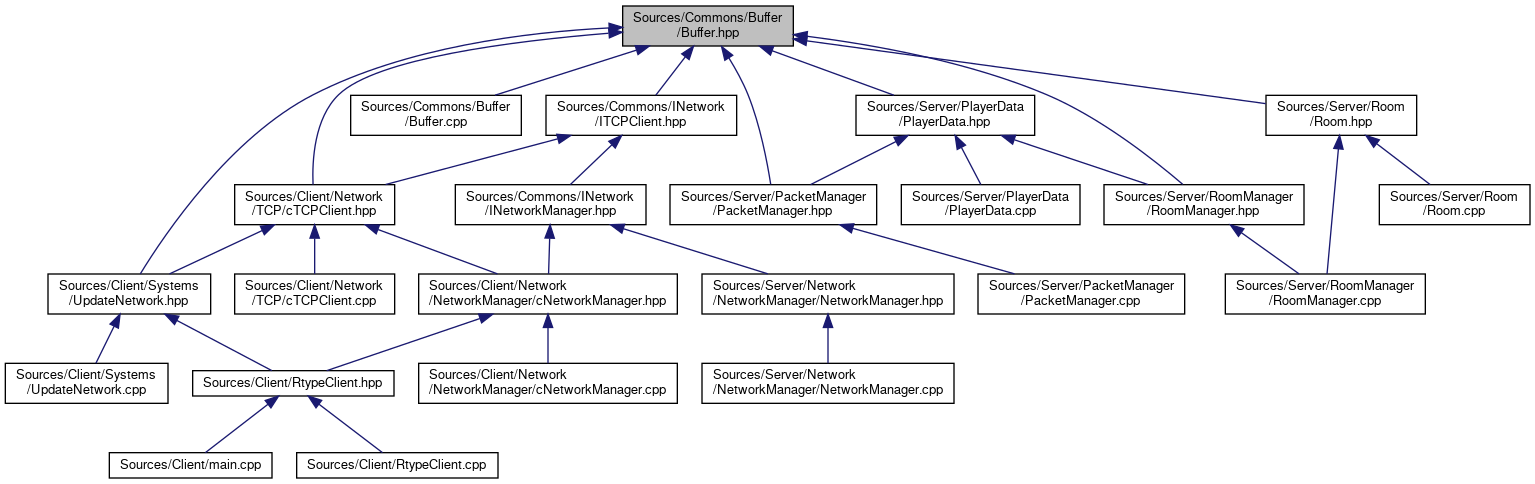 Sources/Commons/Buffer
/Buffer.hpp
Sources/Commons/Buffer
/Buffer.cpp
Sources/Commons/INetwork
/ITCPClient.hpp
Sources/Server/PlayerData
/PlayerData.hpp
Sources/Server/Room
/Room.hpp
Sources/Client/Network
/TCP/cTCPClient.hpp
Sources/Commons/INetwork
/INetworkManager.hpp
Sources/Server/PacketManager
/PacketManager.hpp
Sources/Server/PlayerData
/PlayerData.cpp
Sources/Server/RoomManager
/RoomManager.hpp
Sources/Server/Room
/Room.cpp
Sources/Client/Systems
/UpdateNetwork.hpp
Sources/Client/Network
/TCP/cTCPClient.cpp
Sources/Client/Network
/NetworkManager/cNetworkManager.hpp
Sources/Server/Network
/NetworkManager/NetworkManager.hpp
Sources/Server/PacketManager
/PacketManager.cpp
Sources/Server/RoomManager
/RoomManager.cpp
Sources/Client/Systems
/UpdateNetwork.cpp
Sources/Client/RtypeClient.hpp
Sources/Client/Network
/NetworkManager/cNetworkManager.cpp
Sources/Server/Network
/NetworkManager/NetworkManager.cpp
Sources/Client/main.cpp
Sources/Client/RtypeClient.cpp